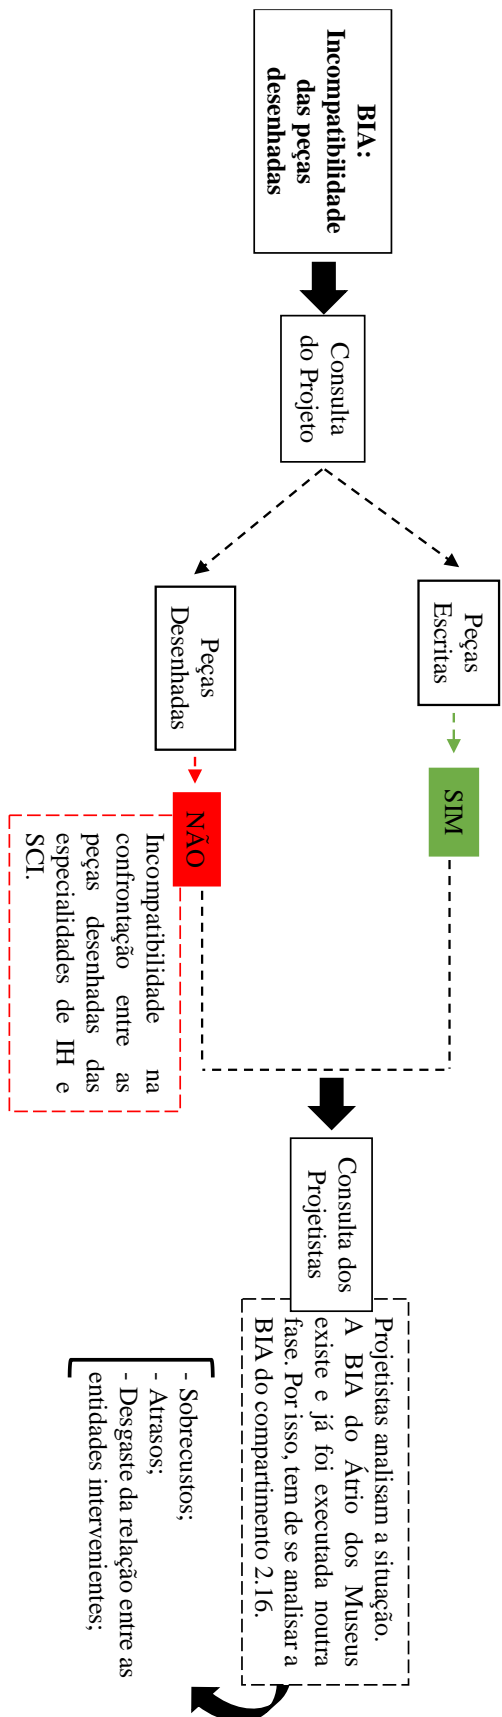 BIA:
Incompatibilidade
das peças
desenhadas
Consulta
do Projeto
Peças
Escritas
SIM
Peças
Desenhadas
NÃO
Incompatibilidade na
confrontação entre as
peças desenhadas das
especialidades de IH e
SCI.
Consulta dos
Projetistas
Projetistas analisam a situação.
A BIA do Átrio dos Museus
existe e já foi executada noutra
fase. Por isso, tem de se analisar a
BIA do compartimento 2.16.
- Sobrecustos;
- Atrasos;
- Desgaste da relação entre as
entidades intervenientes;